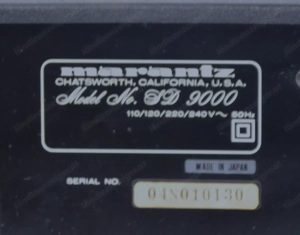 marantz
CHATSWORTH, CALIFORNIA, U.S.A.
Model No. SD 9000
110/120/220/240V～ 50Hz
MADE IN JAPAN
SERIAL NO. 04N010130